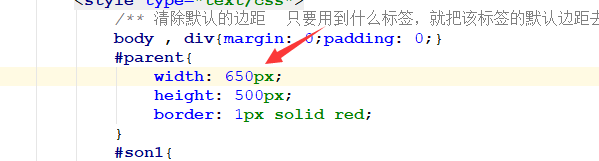 <style type="text/css">
/** 清除默认的边距 只要用到什么标签，就把该标签的默认边距去
body , div{margin: 0;padding: 0;}
#parent{
width: 650px;
height: 500px;
border: 1px solid red;
}
#son1{